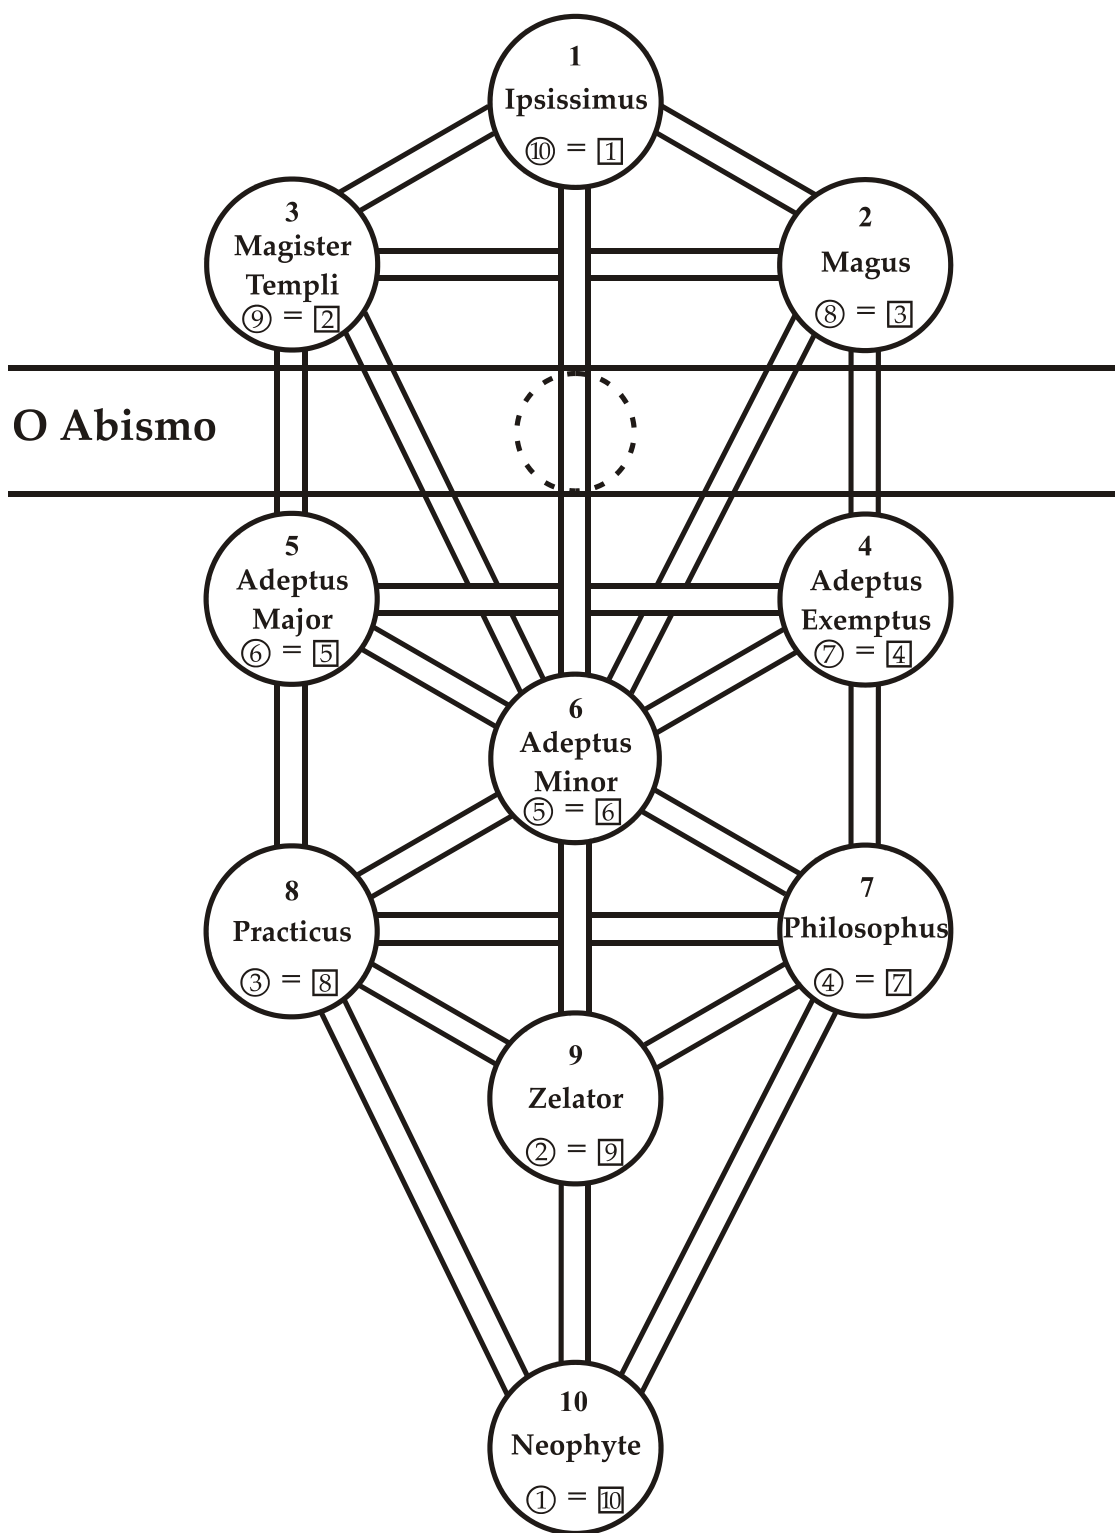 1
Ipsissimus
⑩ = 1
3
Magister
Templi
⑨ = 2
2
Magus
⑧ = 3
O Abismo
5
Adeptus
Major
⑥ = 5
4
Adeptus
Exemptus
⑦ = 4
6
Adeptus
Minor
⑤ = 6
8
Practicus
③ = 8
7
Philosophus
④ = 7
9
Zelator
② = 9
10
Neophyte
① = 10